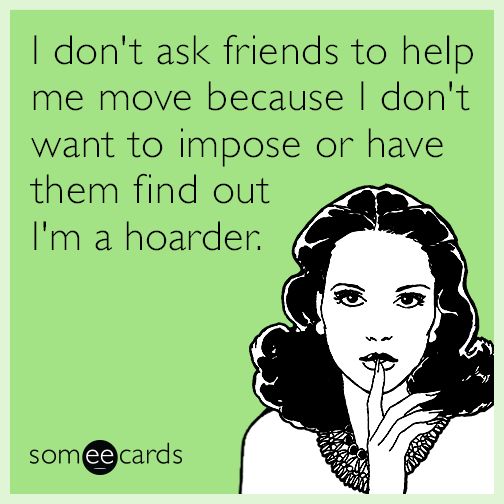 I don't ask friends to help
me move because I don't
want to impose or have
them find out
I'm a hoarder.
someecards